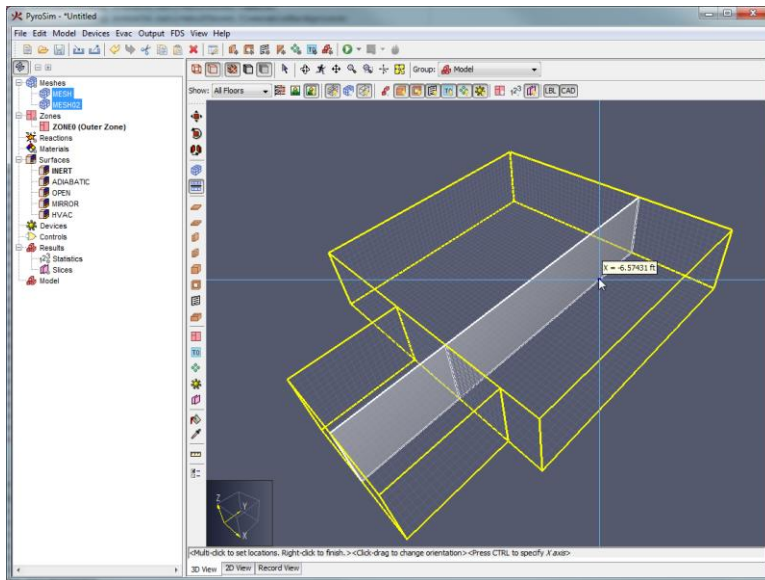 PyroSim - "Untitled
File Edit Model Devices Evac Output FDS View Help
Group: Model
Show: All Floors
LBL CAD
Meshes
MESH
MESH02
Zones
ZONE0 (Outer Zone)
Reactions
Materials
Surfaces
INERT
ADIABATIC
OPEN
MIRROR
HVAC
Devices
Controls
Results
Statistics
Slices
Model
X = -6.57431 ft
Z
Y
X
<Multi-click to set locations. Right-click to finish.><Click-drag to change orientation><Press CTRL to specify X axis>
3D View 2D View Record View